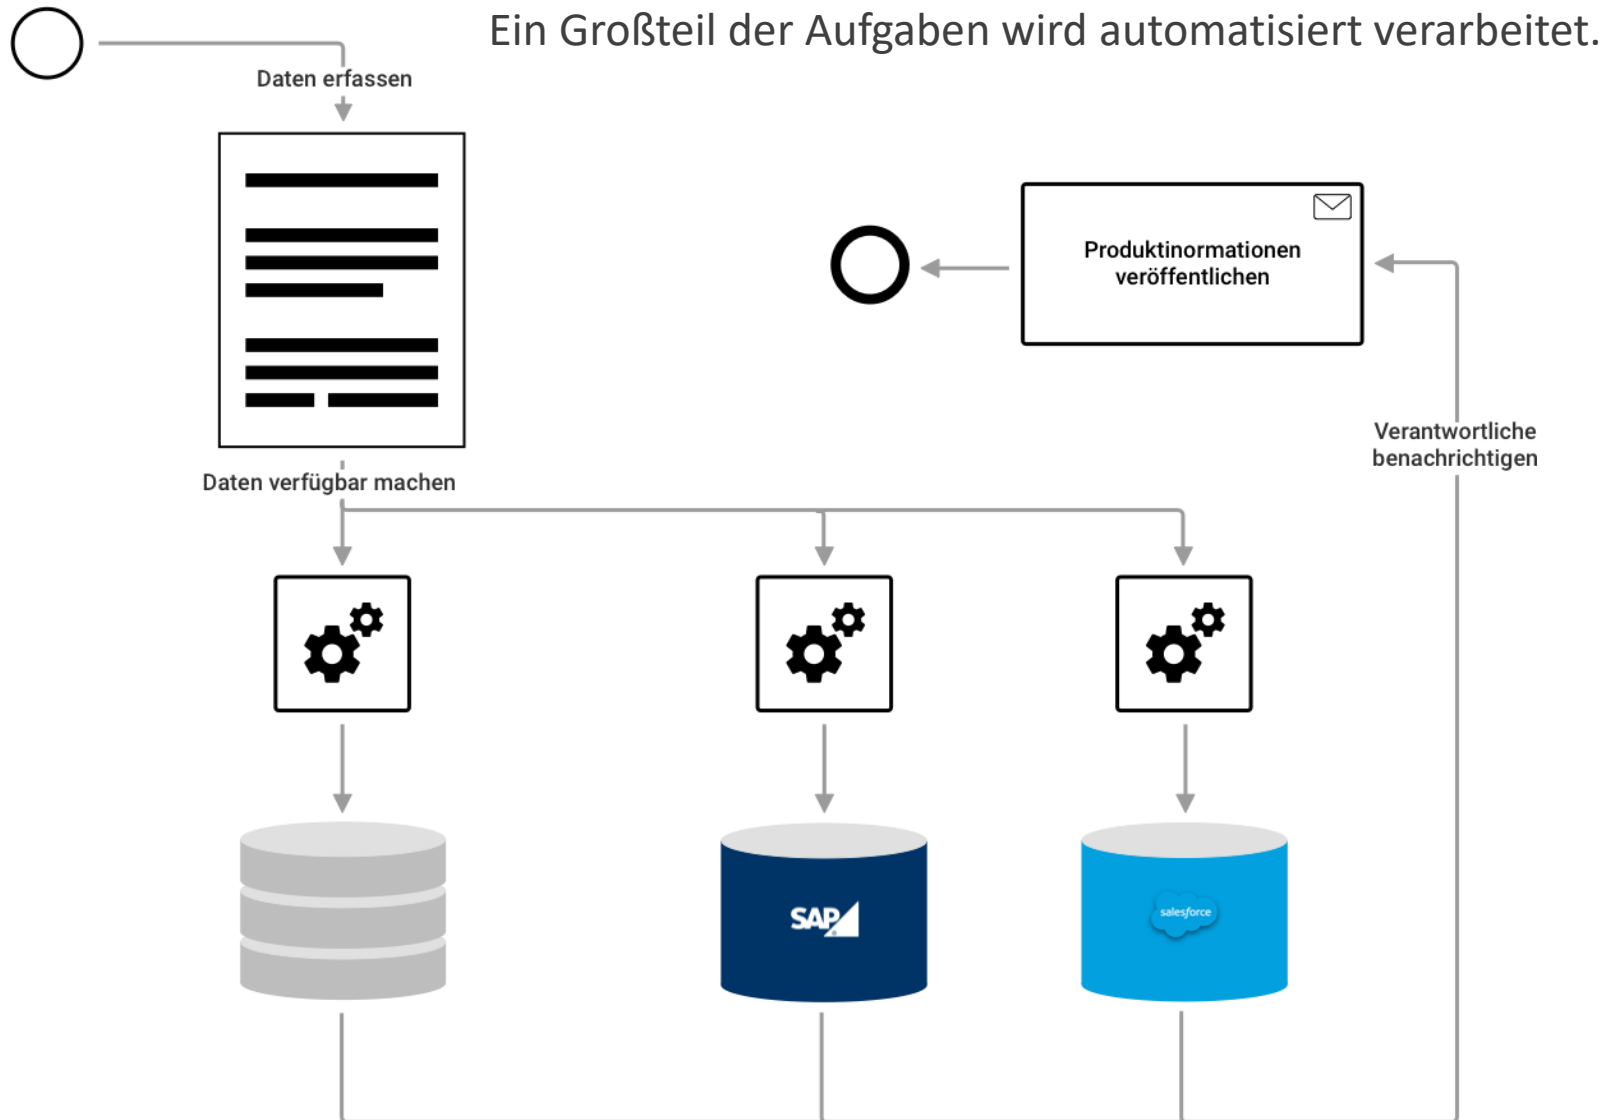 Ein Großteil der Aufgaben wird automatisiert verarbeitet.
Daten erfassen
Produktinormationen
veröffentlichen
Verantwortliche
benachrichtigen
Daten verfügbar machen
SAP
salesforce